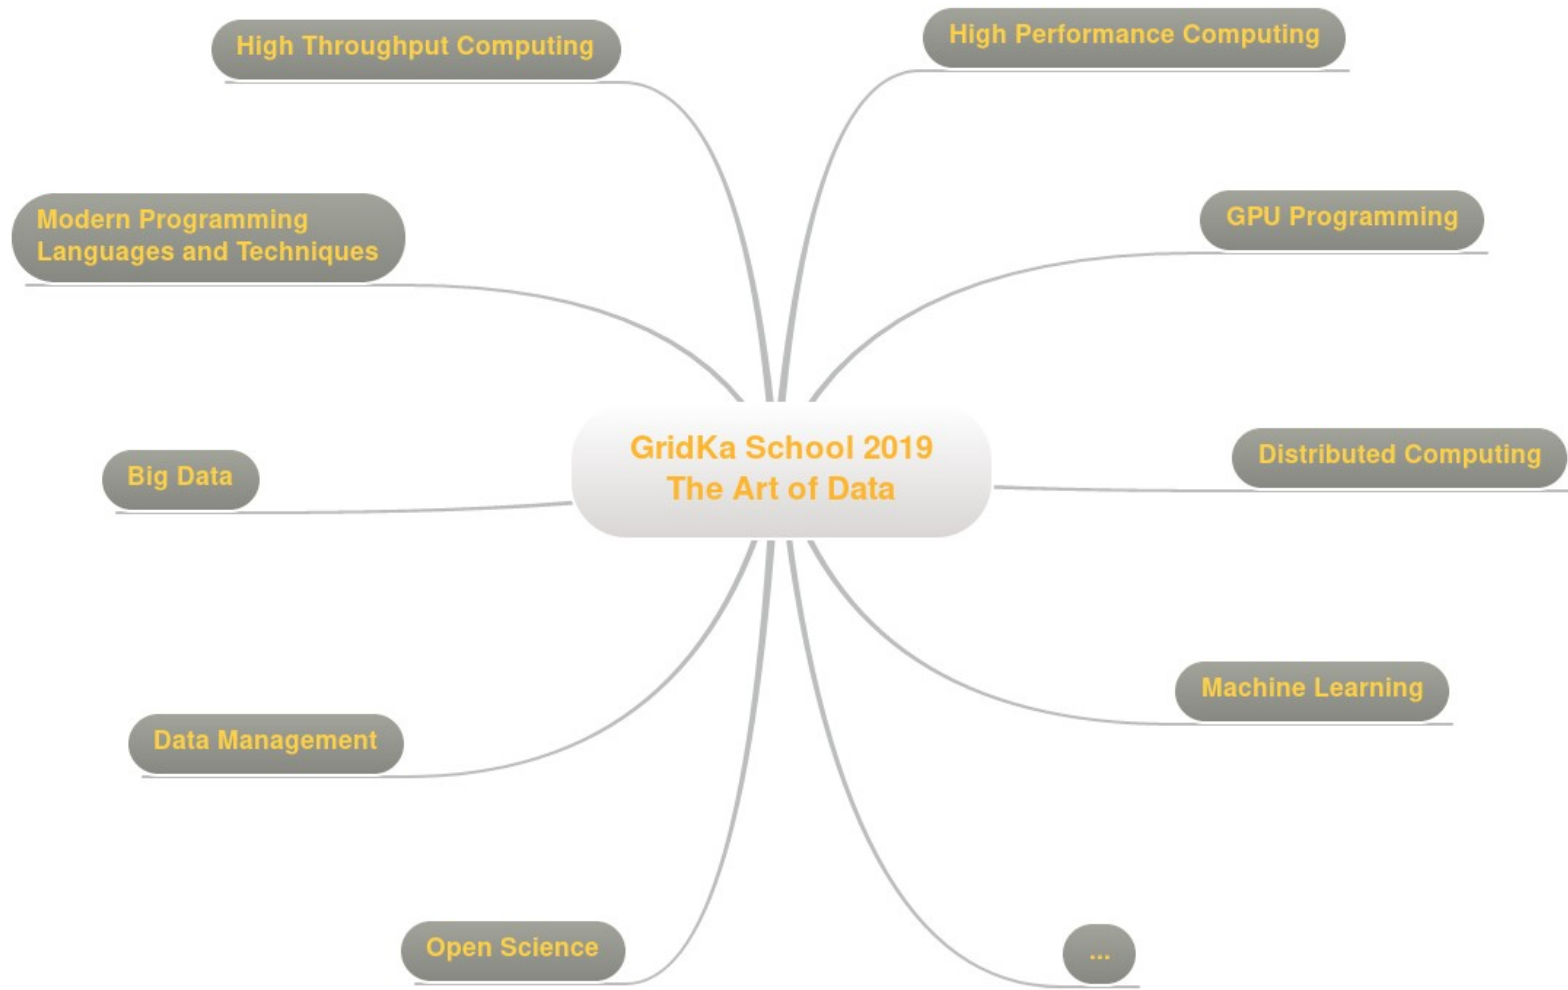 High Throughput Computing
High Performance Computing
Modern Programming
Languages and Techniques
GPU Programming
GridKa School 2019
The Art of Data
Big Data
Distributed Computing
Data Management
Machine Learning
Open Science
...